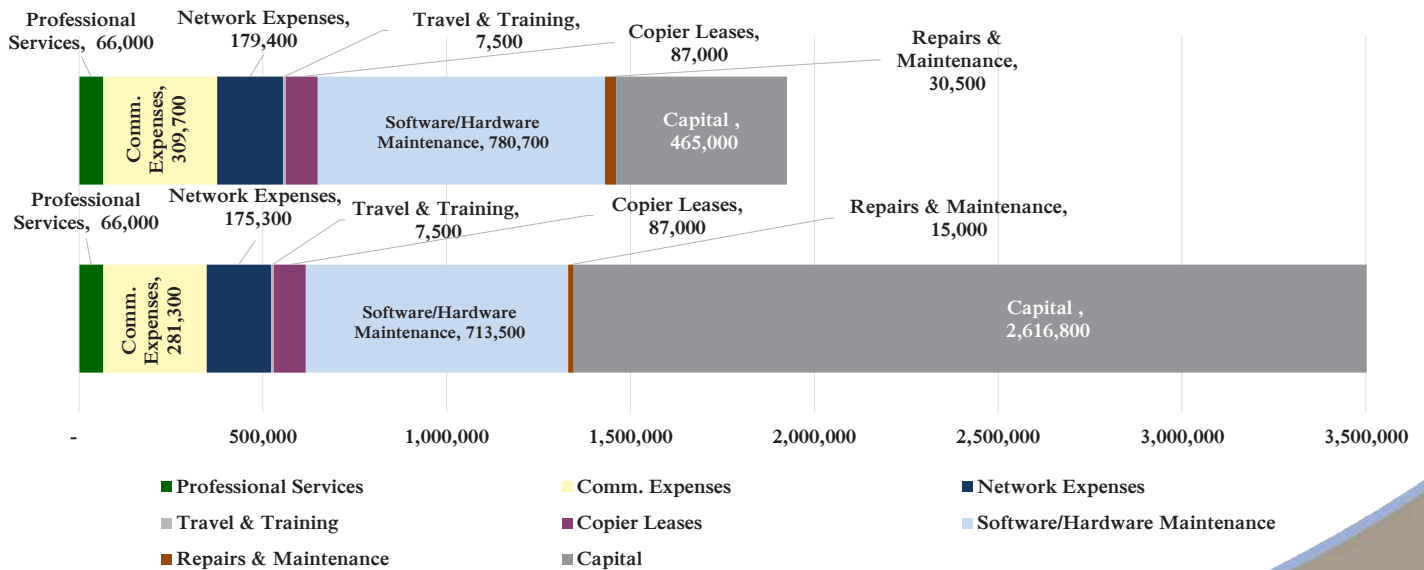 Professional
Services, 66,000
Network Expenses,
179,400
Travel & Training,
7,500
Copier Leases,
87,000
Repairs &
Maintenance,
30,500
Comm.
Expenses,
309,700
Software/Hardware
Maintenance, 780,700
Capital ,
465,000
Professional
Services, 66,000
Network Expenses,
175,300
Travel & Training,
7,500
Copier Leases,
87,000
Repairs & Maintenance,
15,000
Comm.
Expenses,
281,300
Software/Hardware
Maintenance, 713,500
Capital ,
2,616,800
- 500,000 1,000,000 1,500,000 2,000,000 2,500,000 3,000,000 3,500,000
Professional Services Comm. Expenses Network Expenses
Travel & Training Copier Leases Software/Hardware Maintenance
Repairs & Maintenance Capital